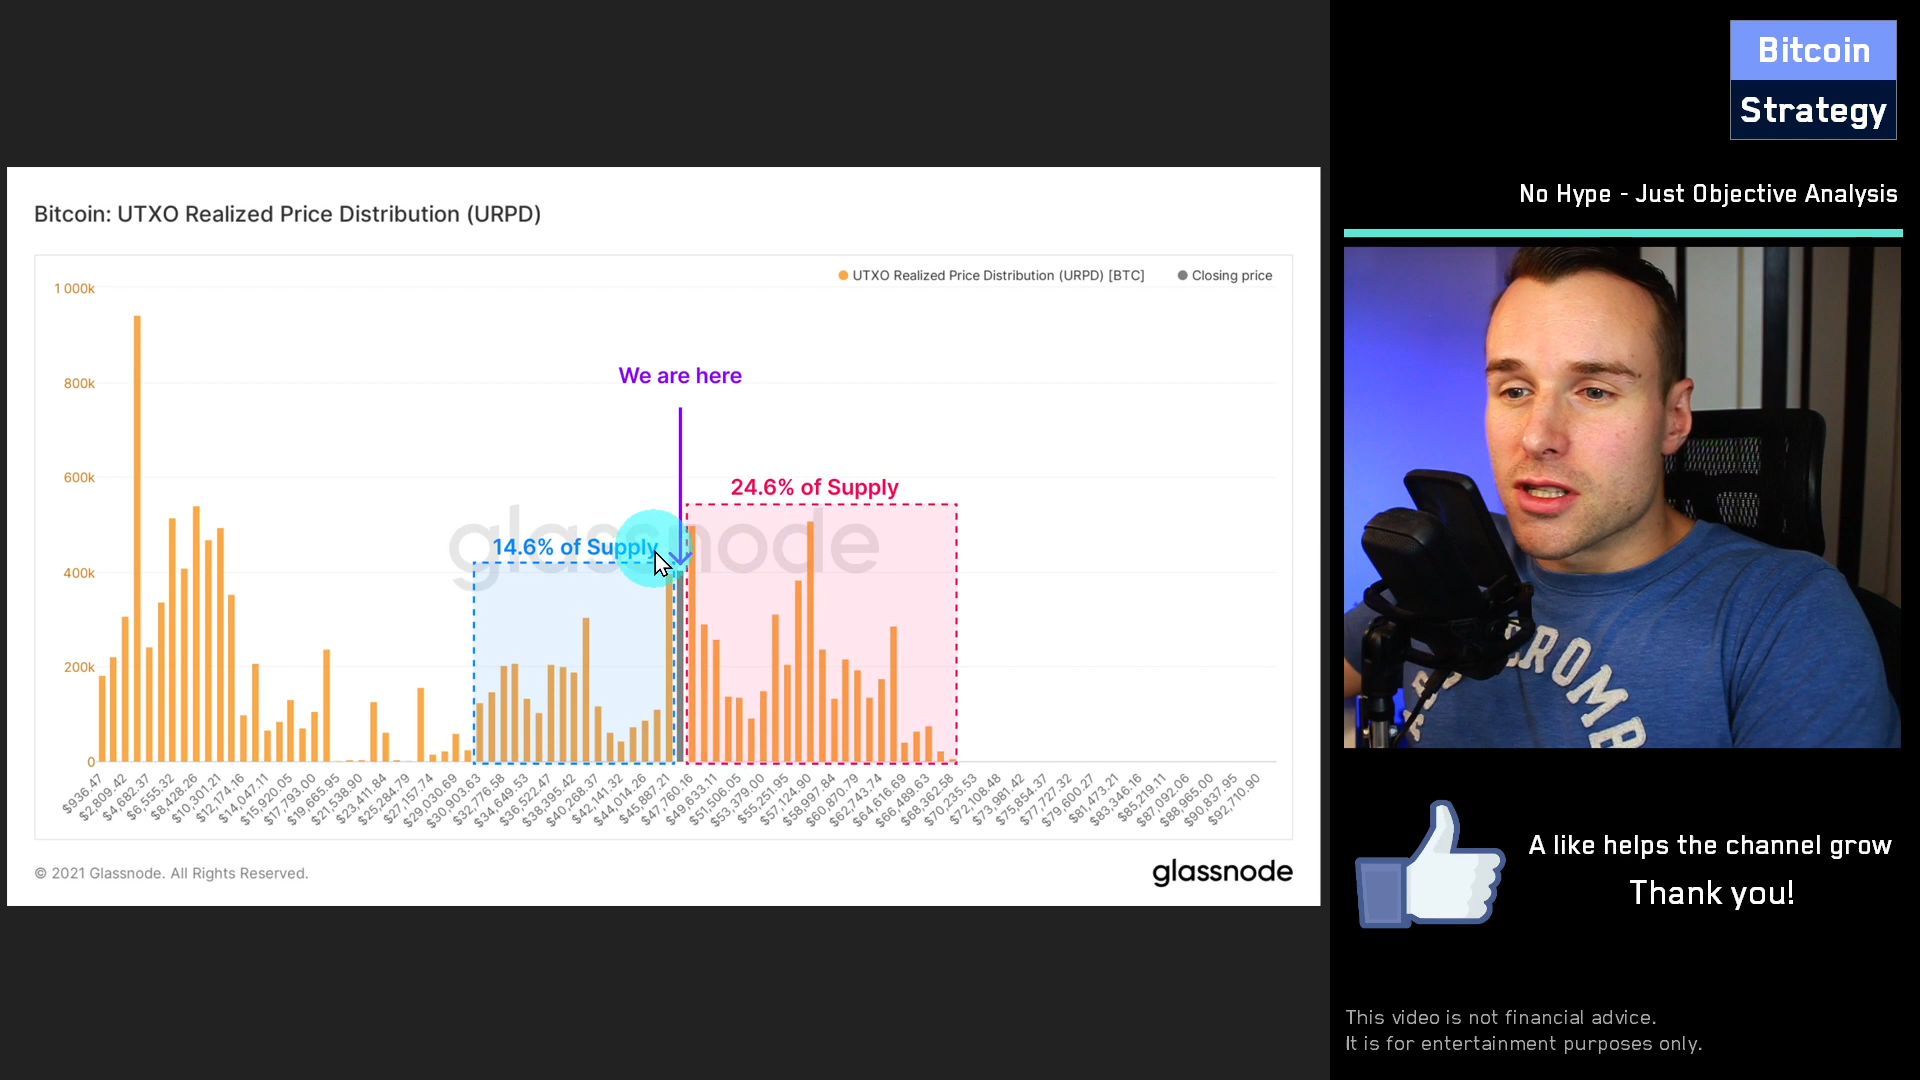 Bitcoin
Strategy
No Hype - Just Objective Analysis
Bitcoin: UTXO Realized Price Distribution (URPD)
UTXO Realized Price Distribution (URPD) [BTC] Closing price
1 000k
800k
600k
400k
200k
0
We are here
24.6% of Supply
14.6% of Supply
glassnode
$936.47 $2,809.42 $4,682.37 $6,555.32 $8,428.26 $10,301.21 $12,174.16 $14,047.11 $15,920.05 $17,793.00 $19,665.95 $21,538.90 $23,411.84 $25,284.79 $27,157.74 $29,030.69 $30,903.63 $32,776.58 $34,649.53 $36,522.47 $38,395.42 $40,268.37 $42,141.32 $44,014.26 $45,887.21 $47,760.16 $49,633.11 $51,506.05 $53,379.00 $55,251.95 $57,124.90 $58,997.84 $60,870.79 $62,743.74 $64,616.69 $66,489.63 $68,362.58 $70,235.53 $72,108.48 $73,981.42 $75,854.37 $77,727.32 $79,600.27 $81,473.21 $83,346.16 $85,219.11 $87,092.06 $88,965.00 $90,837.95 $92,710.90
© 2021 Glassnode. All Rights Reserved.
glassnode
A like helps the channel grow
Thank you!
This video is not financial advice.
It is for entertainment purposes only.